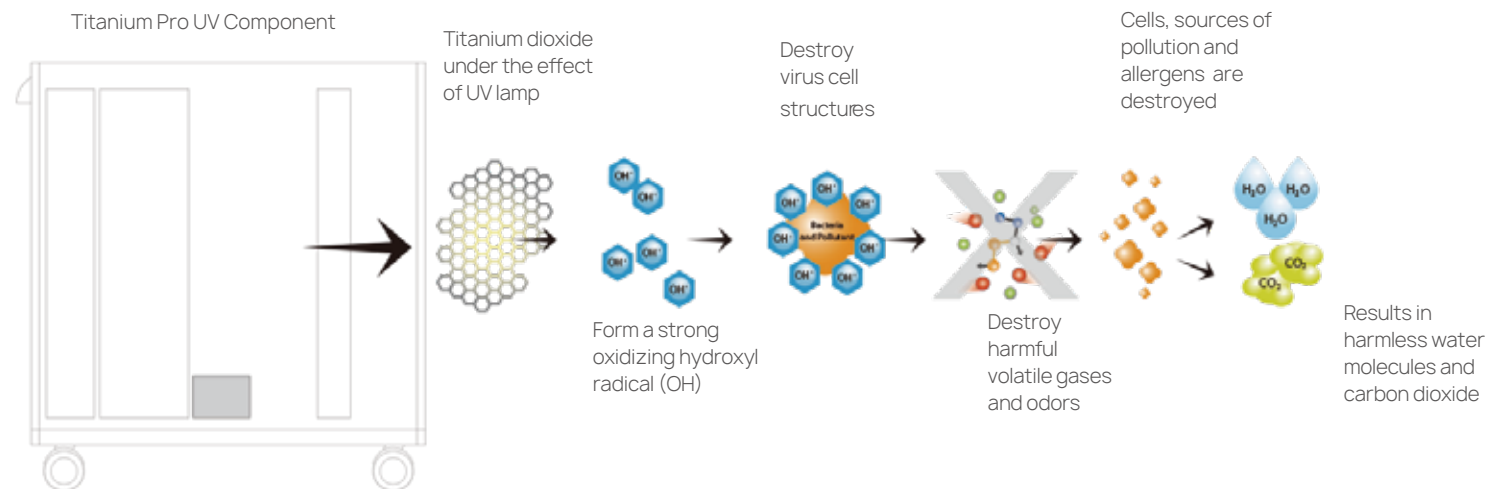 Titanium Pro UV Component
Titanium dioxide
under the effect
of UV lamp
Destroy
virus cell
structures
Cells, sources of
pollution and
allergens are
destroyed
OH⁺
OH⁺
OH⁺
OH⁺
OH⁺
OH⁺
OH⁺
OH⁺
OH⁺
OH⁺
OH⁺
OH⁺
Bacteria
and Pollutant
H₂O
H₂O
H₂O
CO₂
CO₂
Form a strong
oxidizing hydroxyl
radical (OH)
Destroy
harmful
volatile gases
and odors
Results in
harmless water
molecules and
carbon dioxide